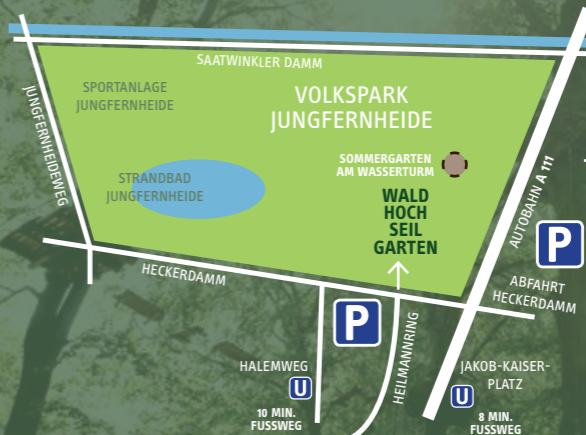 SAATWINKLER DAMM
SPORTANLAGE
JUNGFERNHEIDE
VOLKSPARK
JUNGFERNHEIDE
JUNGFERNHEIDEWEG
SOMMERGARTEN
AM WASSERTURM
STRANDBAD
JUNGFERNHEIDE
WALD
HOCH
SEIL
GARTEN
AUTOBAHN A 111
P
HECKERDAMM
ABFAHRT
HECKERDAMM
P
HEILMANNRING
HALEMWEG
U
10 MIN.
FUSSWEG
JAKOB-KAISER-
PLATZ
U
8 MIN.
FUSSWEG